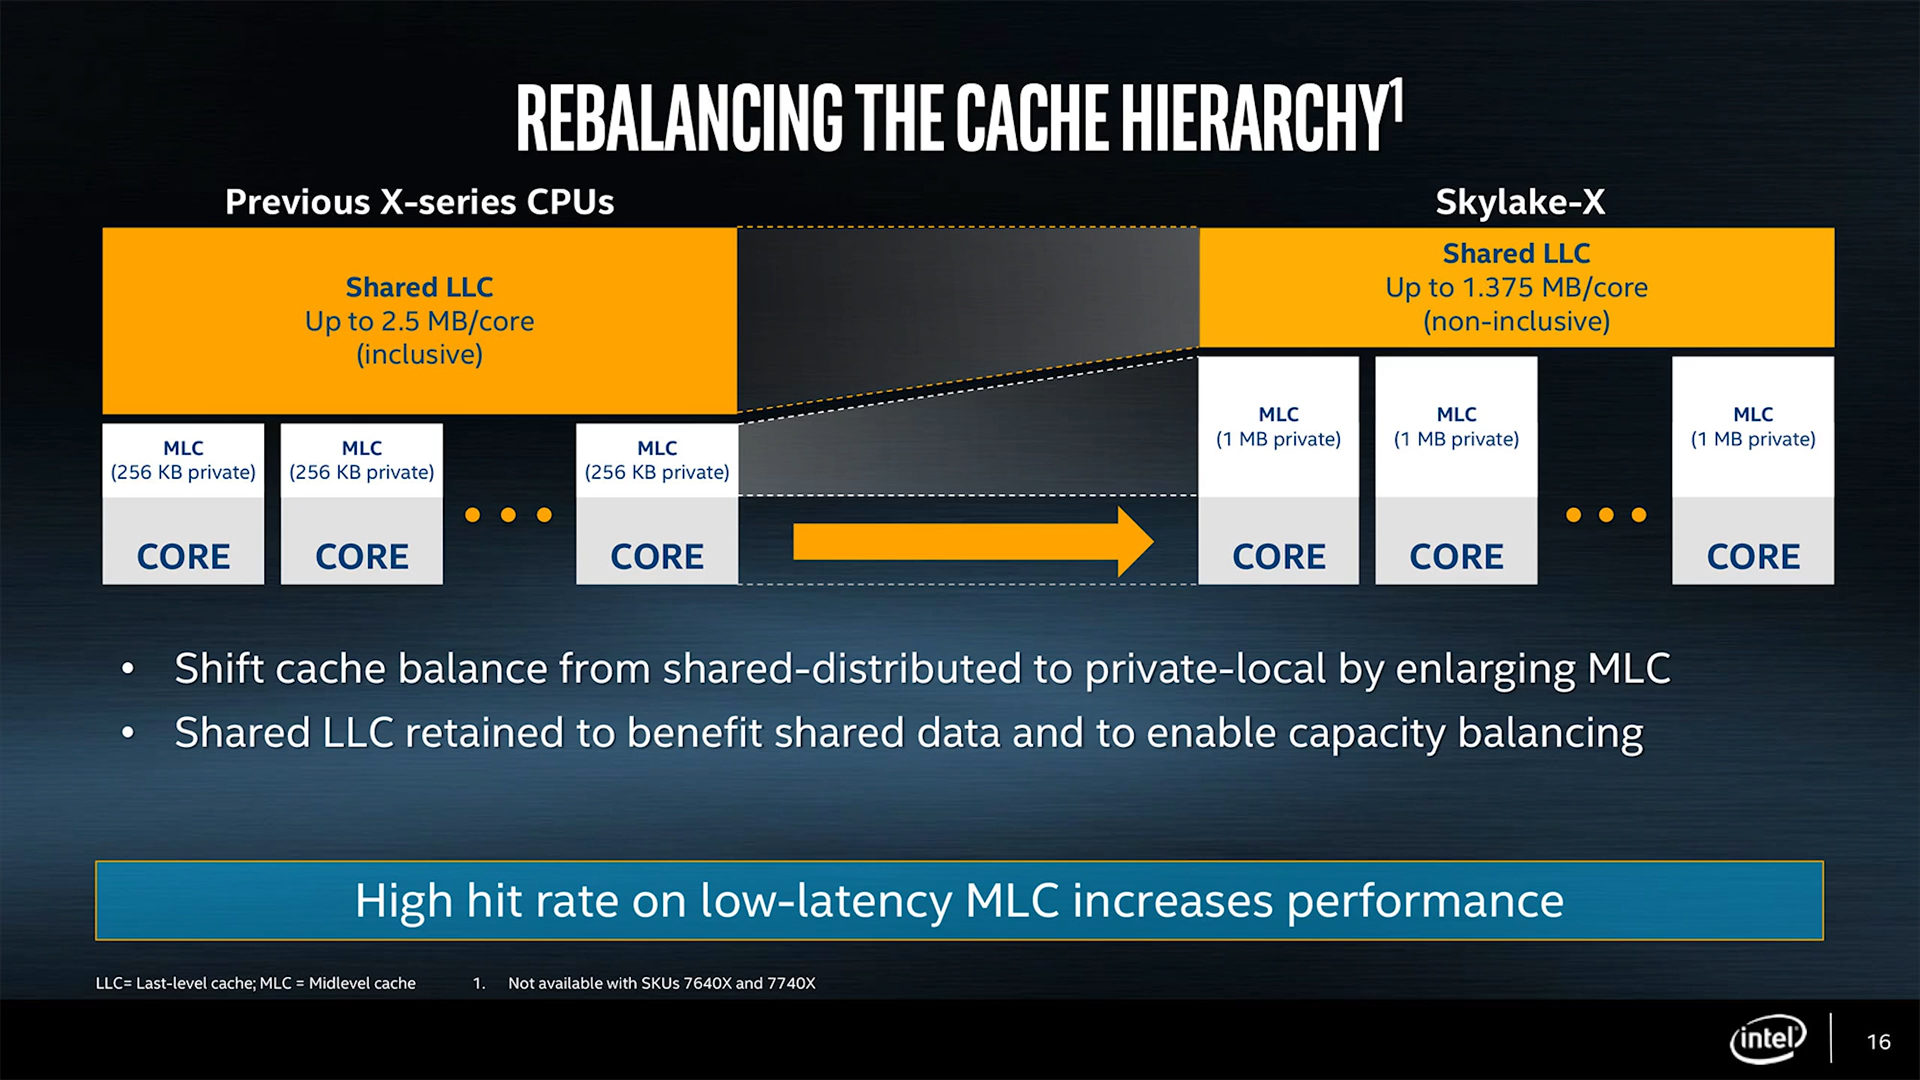 REBALANCING THE CACHE HIERARCHY¹
Previous X-series CPUs
Shared LLC
Up to 2.5 MB/core
(inclusive)
MLC
(256 KB private)
CORE
MLC
(256 KB private)
CORE
MLC
(256 KB private)
CORE
Skylake-X
Shared LLC
Up to 1.375 MB/core
(non-inclusive)
MLC
(1 MB private)
CORE
MLC
(1 MB private)
CORE
MLC
(1 MB private)
CORE
• Shift cache balance from shared-distributed to private-local by enlarging MLC
• Shared LLC retained to benefit shared data and to enable capacity balancing
High hit rate on low-latency MLC increases performance
LLC= Last-level cache; MLC = Midlevel cache
1. Not available with SKUs 7640X and 7740X
intel
16